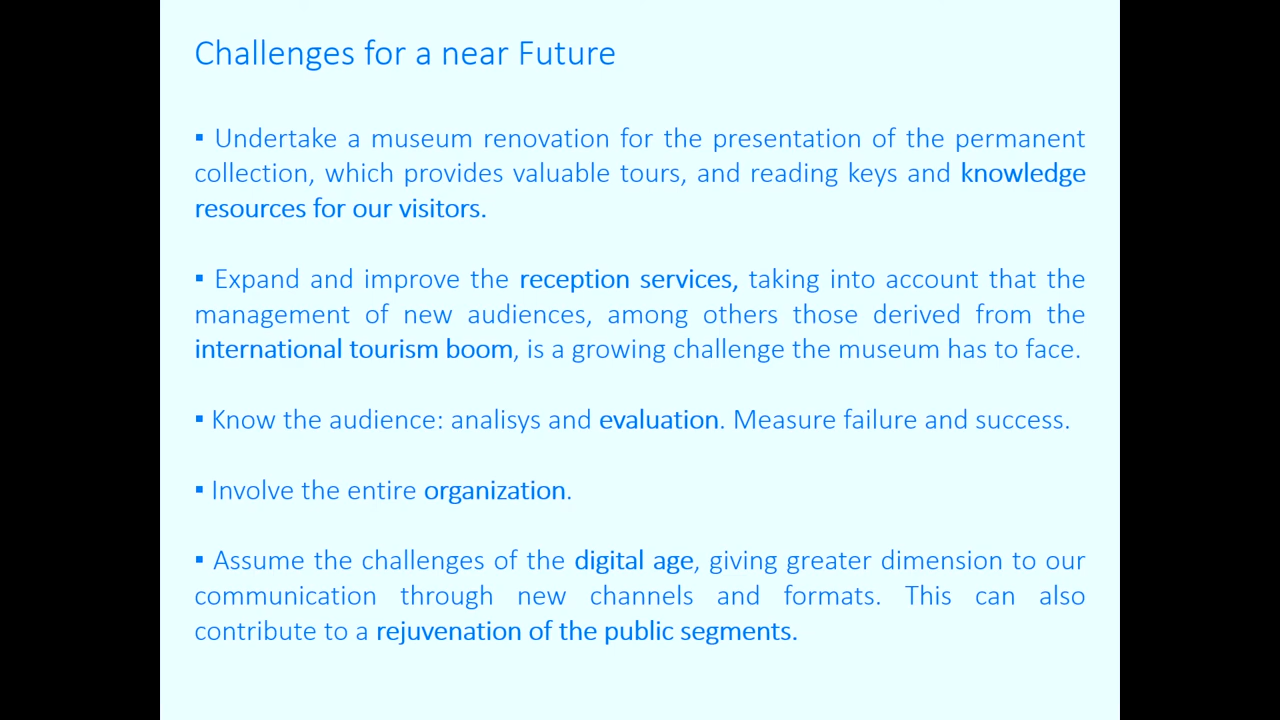 Challenges for a near Future
▪ Undertake a museum renovation for the presentation of the permanent
collection, which provides valuable tours, and reading keys and knowledge
resources for our visitors.
▪ Expand and improve the reception services, taking into account that the
management of new audiences, among others those derived from the
international tourism boom, is a growing challenge the museum has to face.
▪ Know the audience: analisys and evaluation. Measure failure and success.
▪ Involve the entire organization.
▪ Assume the challenges of the digital age, giving greater dimension to our
communication through new channels and formats. This can also
contribute to a rejuvenation of the public segments.